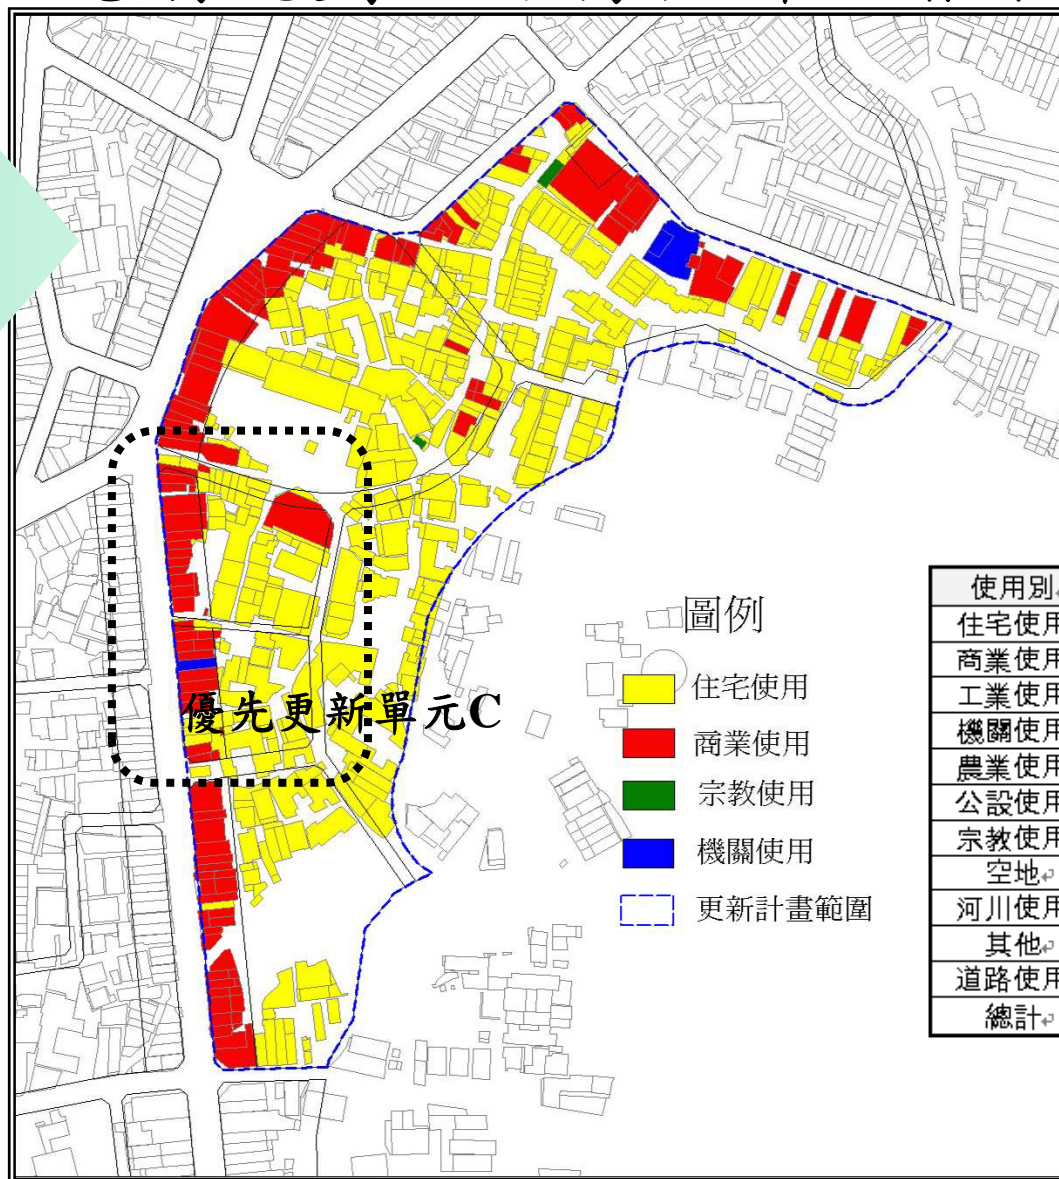 優先更新單元C
圖例
住宅使用
商業使用
宗教使用
機關使用
更新計畫範圍
使用別
住宅使用
商業使用
工業使用
機關使用
農業使用
公設使用
宗教使用
空地
河川使用
其他
道路使用
總計